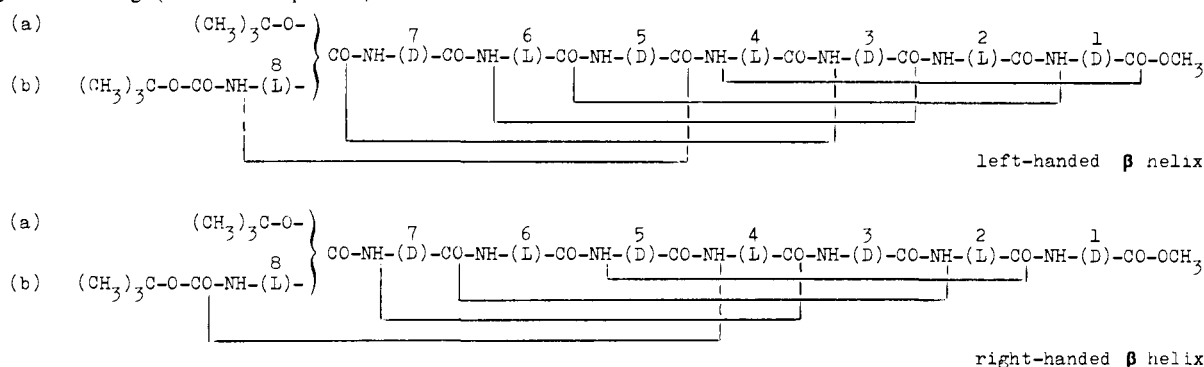 (a) (CH3)3C-O-
7 6 5 4 3 2 1
CO-NH-(D)-CO-NH-(L)-CO-NH-(D)-CO-NH-(L)-CO-NH-(D)-CO-NH-(L)-CO-NH-(D)-CO-OCH3
8
(b) (CH3)3C-O-CO-NH-(L)-
left-handed β helix
(a) (CH3)3C-O-
7 6 5 4 3 2 1
CO-NH-(D)-CO-NH-(L)-CO-NH-(D)-CO-NH-(L)-CO-NH-(D)-CO-NH-(L)-CO-NH-(D)-CO-OCH3
8
(b) (CH3)3C-O-CO-NH-(L)-
right-handed β helix